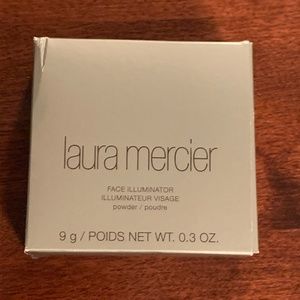 laura mercier
FACE ILLUMINATOR
ILLUMINATEUR VISAGE
powder / poudre
9 g / POIDS NET WT. 0.3 OZ.